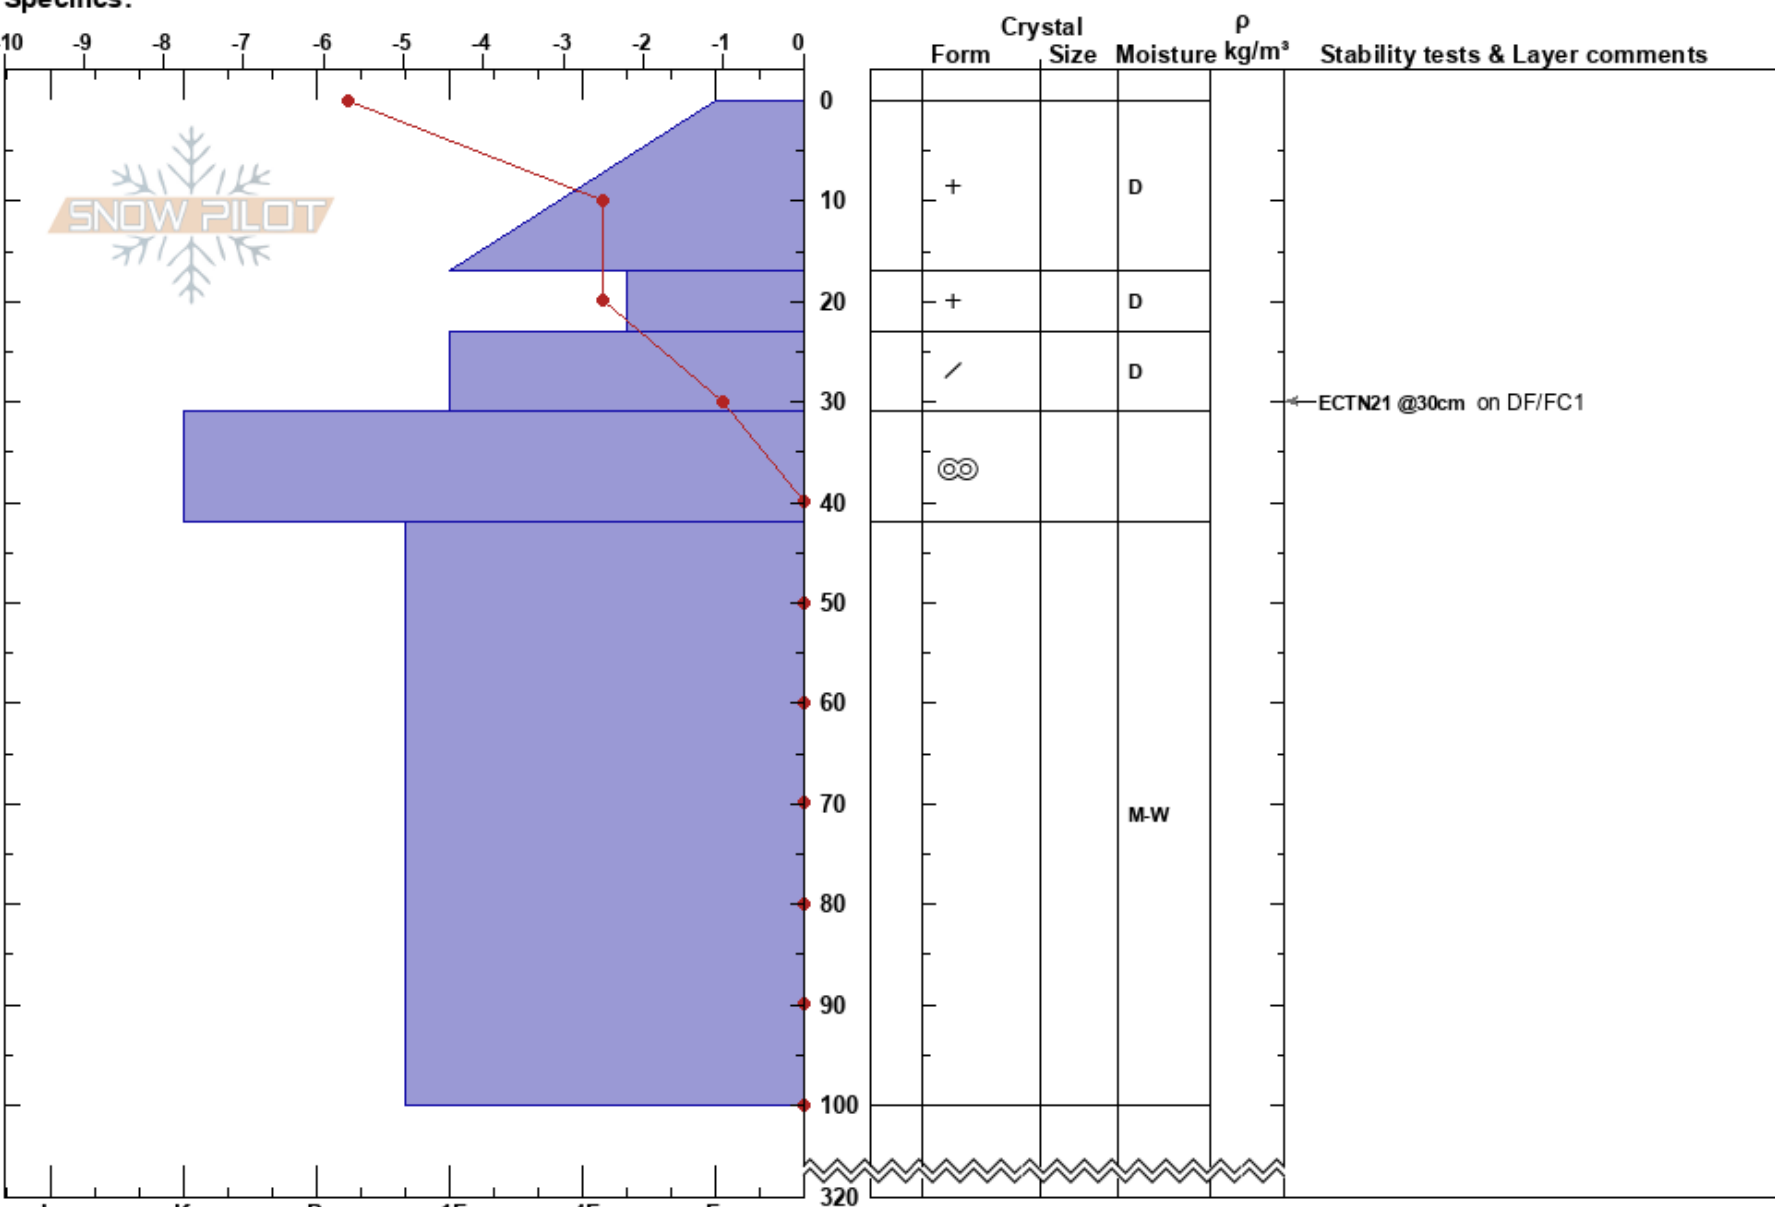 Specifics:
10 -9 -8 -7 -6 -5 -4 -3 -2 -1 0
Crystal ρ
Form Size Moisture kg/m³ Stability tests & Layer comments
0
+ D
10
SNOW PILOT
20 + D
D
30 ECTN21 @30cm on DF/FC1
40
50
60
70
M-W
80
90
100
320